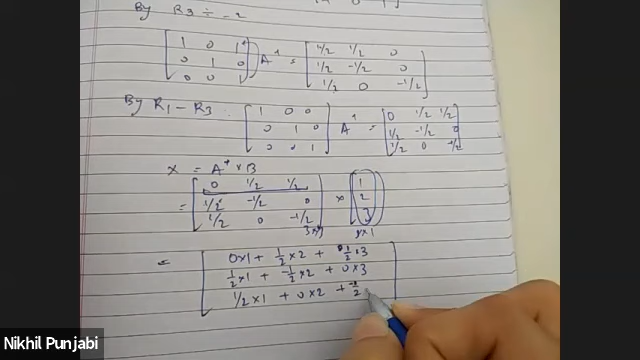 By R3 ÷ -2
[1 0 1
0 1 0
0 0 1] A⁻¹ = [1/2 1/2 0
1/2 -1/2 0
1/2 0 -1/2]
By R1 - R3 [1 0 0
0 1 0
0 0 1] A⁻¹ = [0 1/2 1/2
1/2 -1/2 0
1/2 0 -1/2]
X = A⁻¹ × B
= [0 1/2 1/2
1/2 -1/2 0
1/2 0 -1/2] 3×3 × [1
2
3] 3×1
= [0×1 + 1/2×2 + 1/2×3
1/2×1 + -1/2×2 + 0×3
1/2×1 + 0×2 + -1/2
Nikhil Punjabi